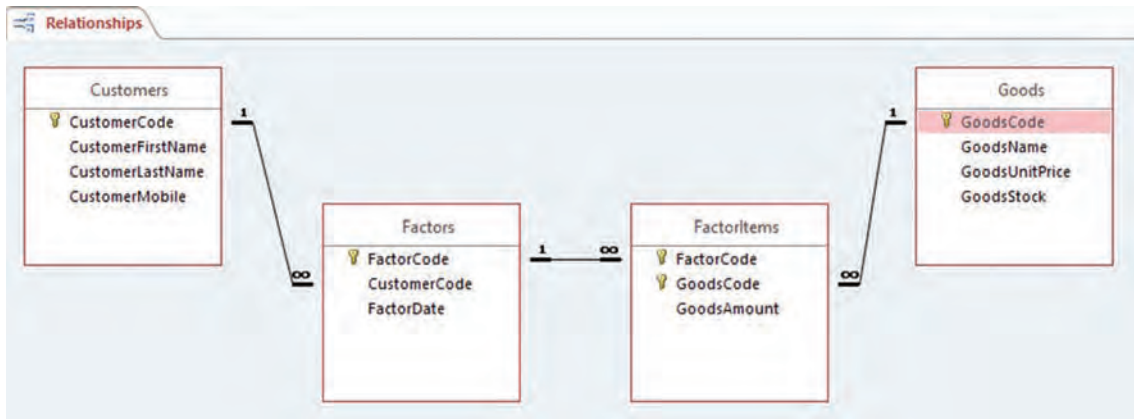 Relationships
Customers
CustomerCode
CustomerFirstName
CustomerLastName
CustomerMobile
1
∞
Factors
FactorCode
CustomerCode
FactorDate
1
∞
FactorItems
FactorCode
GoodsCode
GoodsAmount
∞
1
Goods
GoodsCode
GoodsName
GoodsUnitPrice
GoodsStock